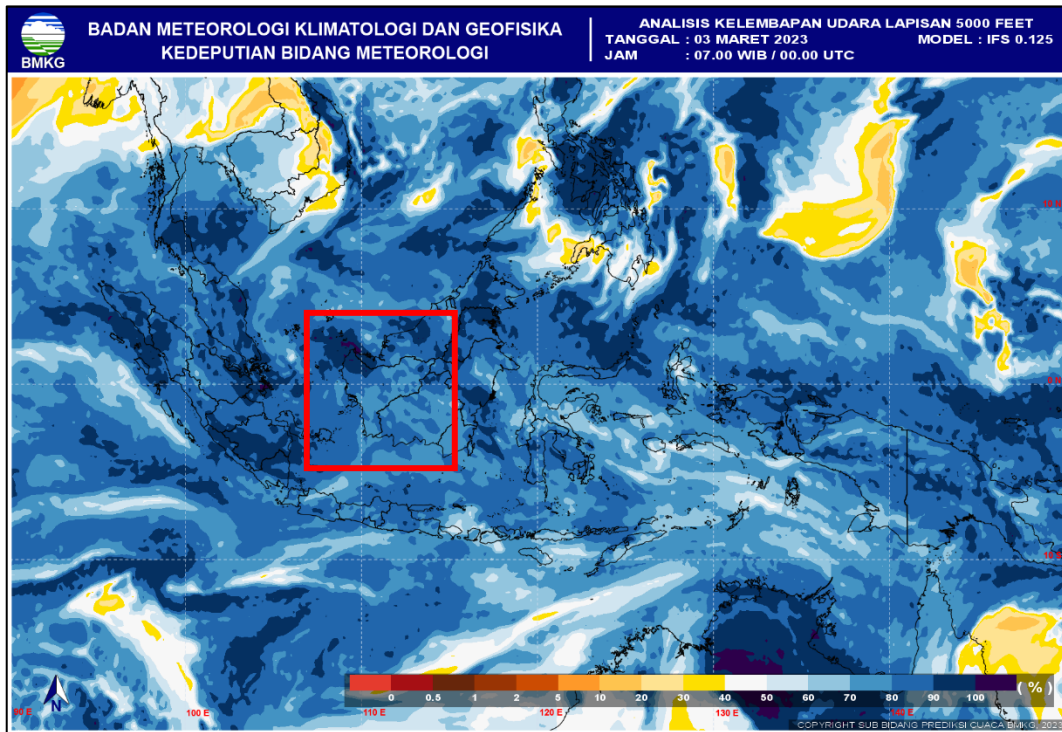 BMKG
BADAN METEOROLOGI KLIMATOLOGI DAN GEOFISIKA
KEDEPUTIAN BIDANG METEOROLOGI
ANALISIS KELEMBAPAN UDARA LAPISAN 5000 FEET
TANGGAL : 03 MARET 2023 MODEL : IFS 0.125
JAM : 07.00 WIB / 00.00 UTC
N
0 0.5 1 2 5 10 20 30 40 50 60 70 80 90 100 ( % )
100 E 110 E 120 E 130 E
COPYRIGHT SUB BIDANG PREDIKSI CUACA BMKG, 2023